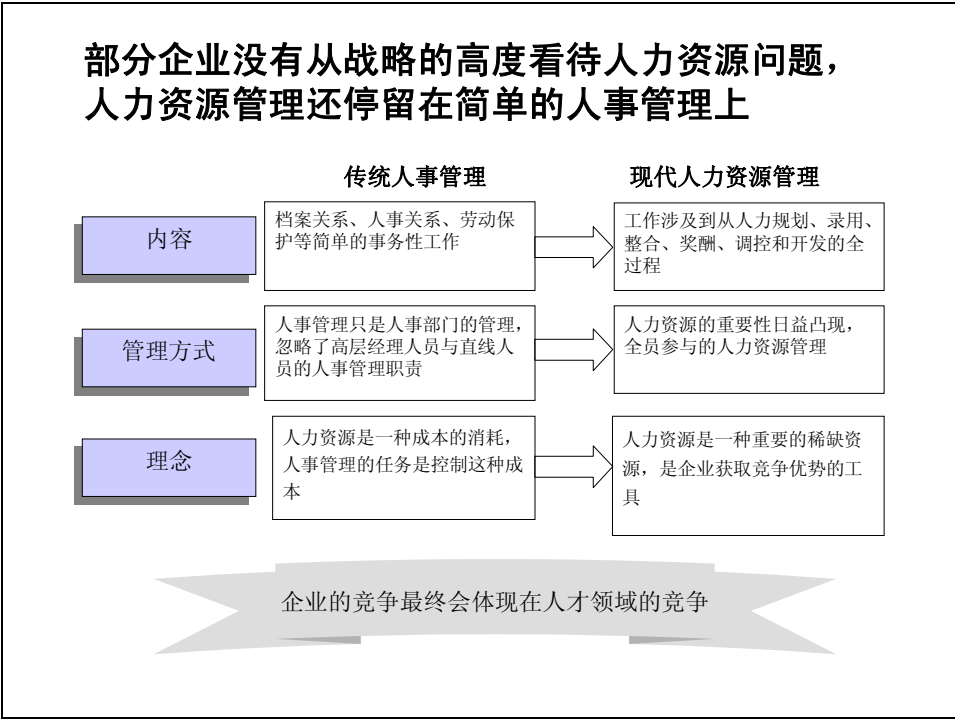 部分企业没有从战略的高度看待人力资源问题，
人力资源管理还停留在简单的人事管理上
传统人事管理
现代人力资源管理
内容
档案关系、人事关系、劳动保
护等简单的事务性工作
工作涉及到从人力规划、录用、
整合、奖酬、调控和开发的全
过程
管理方式
人事管理只是人事部门的管理，
忽略了高层经理人员与直线人
员的人事管理职责
人力资源的重要性日益凸现，
全员参与的人力资源管理
理念
人力资源是一种成本的消耗，
人事管理的任务是控制这种成
本
人力资源是一种重要的稀缺资
源，是企业获取竞争优势的工
具
企业的竞争最终会体现在人才领域的竞争